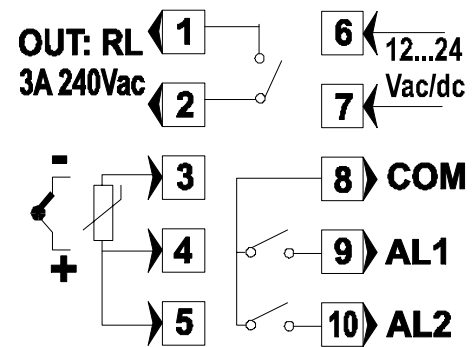 OUT: RL 1 6 12...24
3A 240Vac 2 7 Vac/dc
- 3 8 COM
+ 4 9 AL1
5 10 AL2